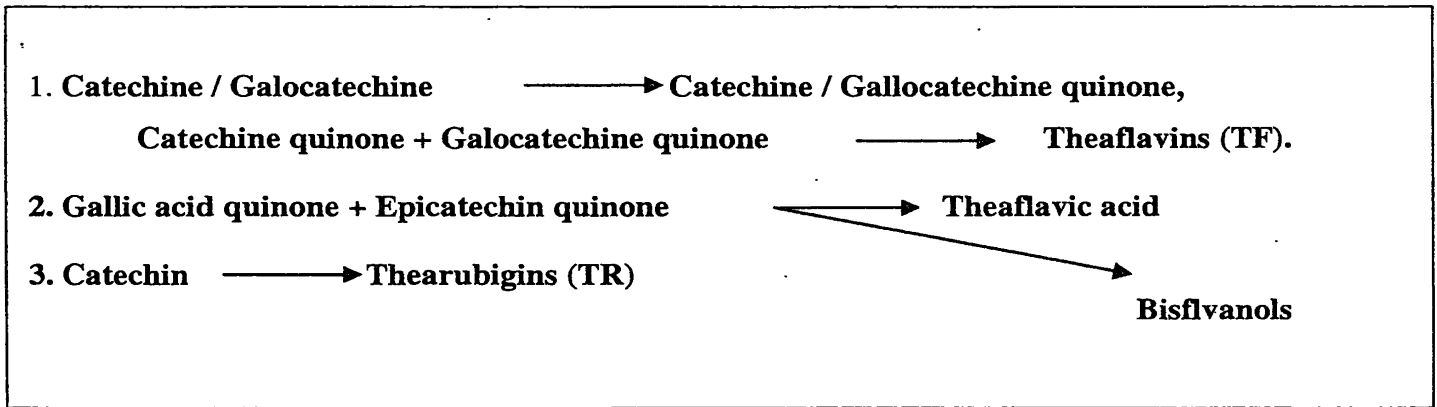 1. Catechine / Galocatechine Catechine / Gallocatechine quinone,
Catechine quinone + Galocatechine quinone Theaflavins (TF).
2. Gallic acid quinone + Epicatechin quinone Theaflavic acid
3. Catechin Thearubigins (TR)
Bisflvanols